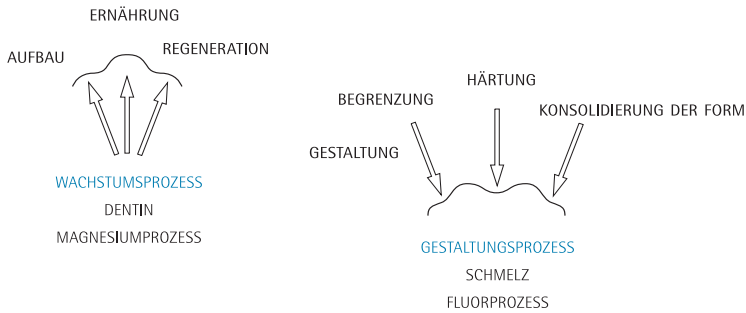 ERNÄHRUNG
AUFBAU
REGENERATION
WACHSTUMSPROZESS
DENTIN
MAGNESIUMPROZESS
HÄRTUNG
BEGRENZUNG
KONSOLIDIERUNG DER FORM
GESTALTUNG
GESTALTUNGSPROZESS
SCHMELZ
FLUORPROZESS